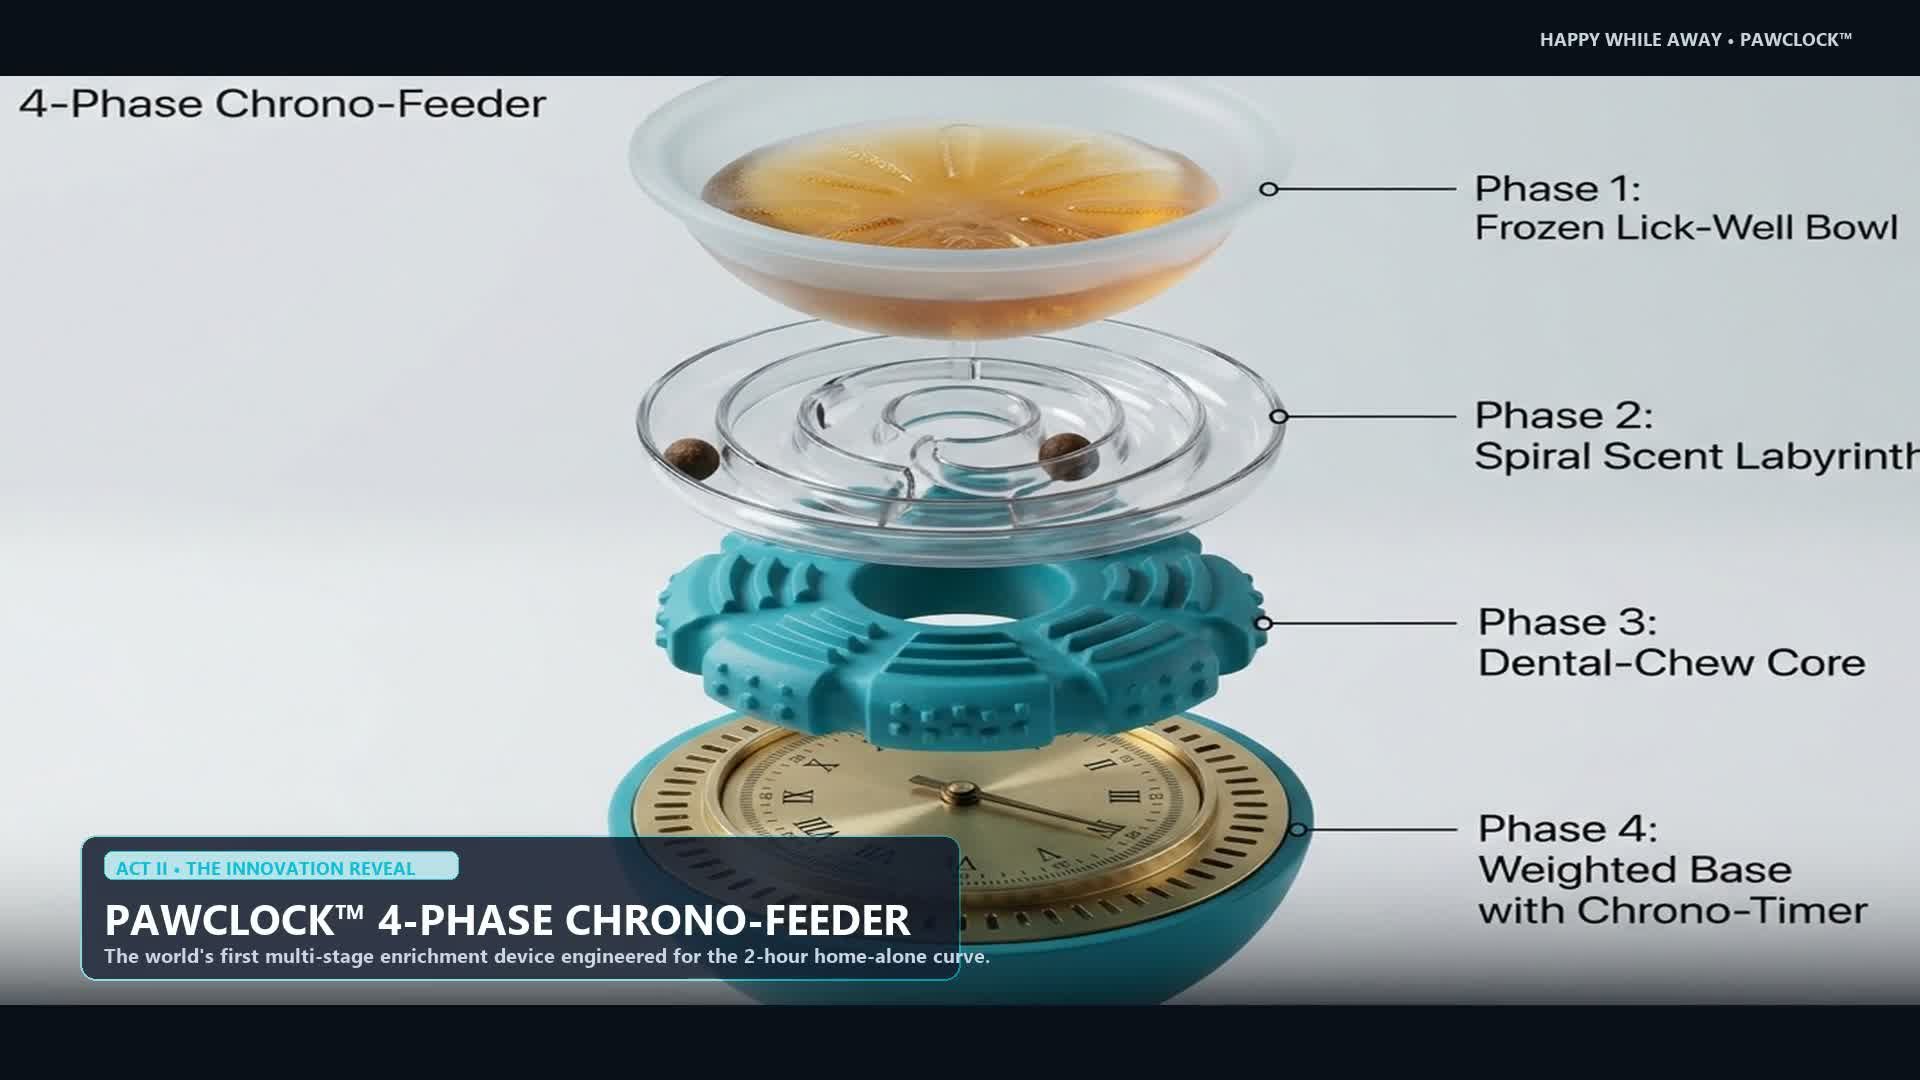 HAPPY WHILE AWAY • PAWCLOCK™
4-Phase Chrono-Feeder
Phase 1:
Frozen Lick-Well Bowl
Phase 2:
Spiral Scent Labyrinth
Phase 3:
Dental-Chew Core
Phase 4:
Weighted Base
with Chrono-Timer
ACT II • THE INNOVATION REVEAL
PAWCLOCK™ 4-PHASE CHRONO-FEEDER
The world's first multi-stage enrichment device engineered for the 2-hour home-alone curve.